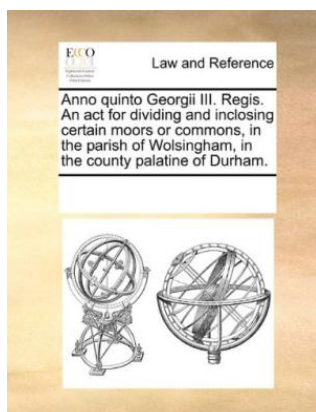 ECCO
Law and Reference
Anno quinto Georgii III. Regis.
An act for dividing and inclosing
certain moors or commons, in
the parish of Wolsingham, in
the county palatine of Durham.